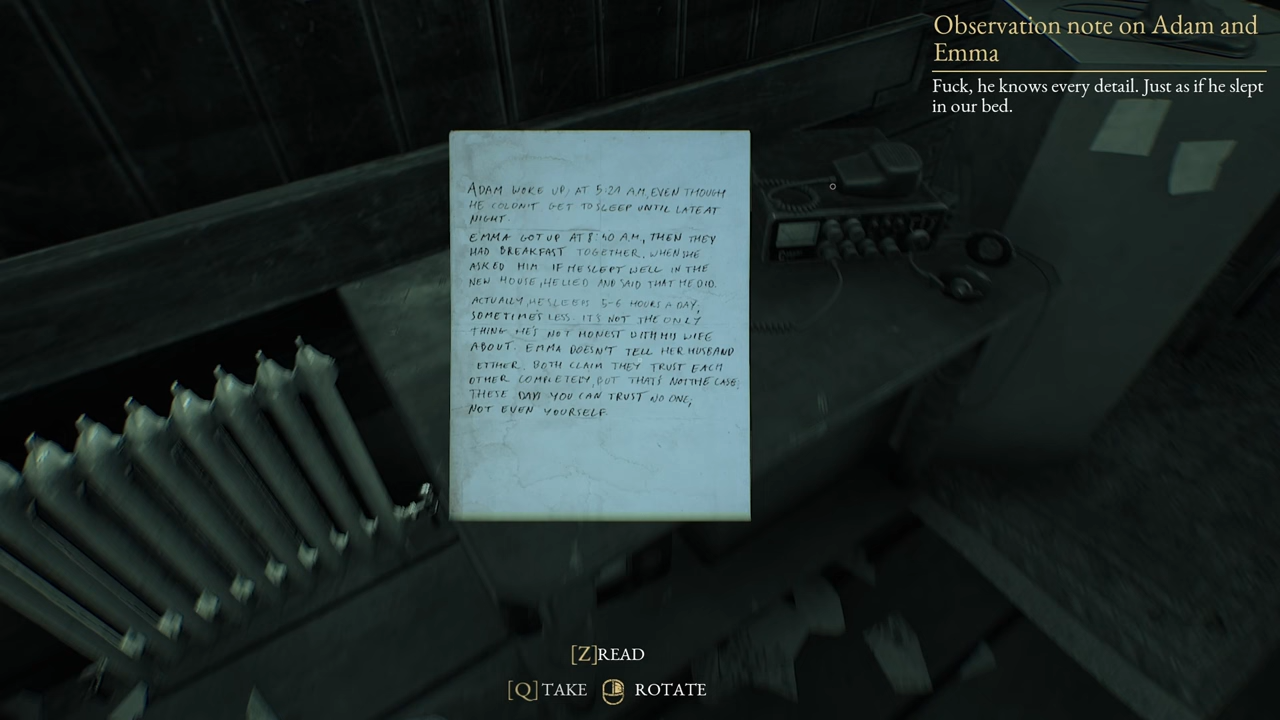 Observation note on Adam and
Emma
Fuck, he knows every detail. Just as if he slept
in our bed.
ADAM WOKE UP AT 5:21 A.M, EVEN THOUGH
HE COLDN'T GET TO SLEEP UNTIL LATE AT
NIGHT.
EMMA GOT UP AT 8:50 A.M., THEN THEY
HAD BREAKFAST TOGETHER. WHEN SHE
ASKED HIM IF HE SLEPT WELL IN THE
NEW HOUSE, HE LIED AND SAID THAT HE DID.
ACTUALLY, HE SLEEPS 5-6 HOURS A DAY,
SOMETIMES LESS. IT'S NOT THE ONLY
THING HE'S NOT HONEST WITH HIS WIFE
ABOUT. EMMA DOESN'T TELL HER HUSBAND
EITHER. BOTH CLAIM THEY TRUST EACH
OTHER COMPLETELY, BUT THAT'S NOT THE CASE;
THESE DAYS YOU CAN TRUST NO ONE;
NOT EVEN YOURSELF.
[Z]READ
[Q]TAKE ROTATE